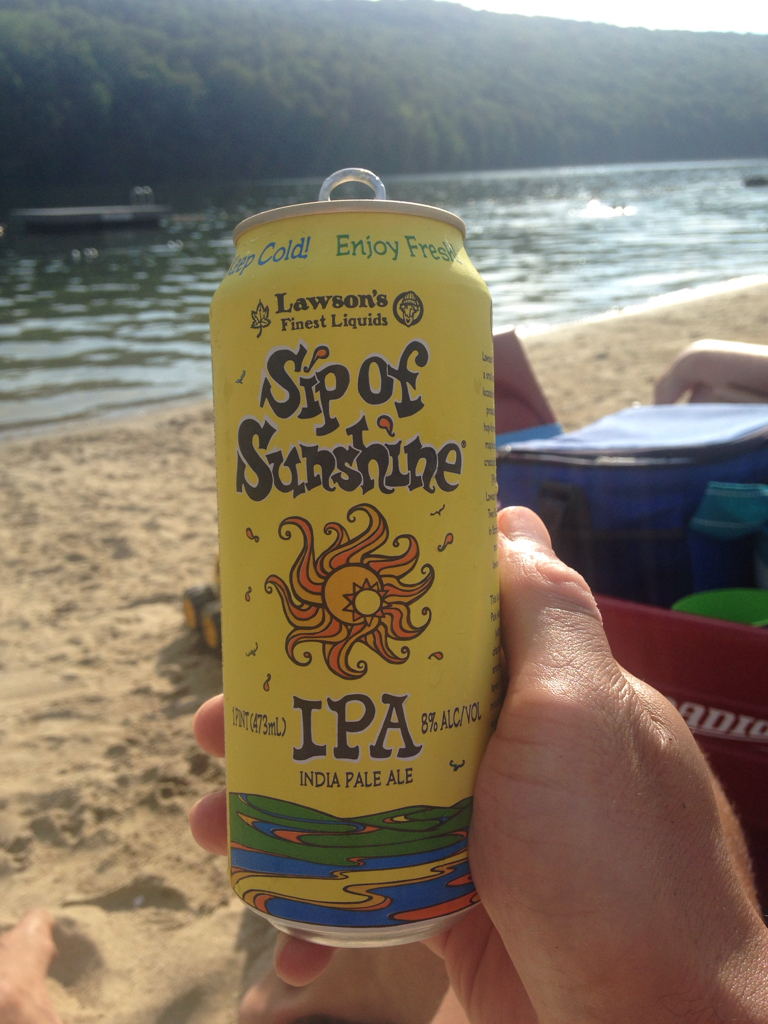 eep Cold! Enjoy Fresh
Lawson's
Finest Liquids
Sip of
Sunshine®
1 PINT (473mL) IPA 8% ALC/VOL
INDIA PALE ALE
ADIO